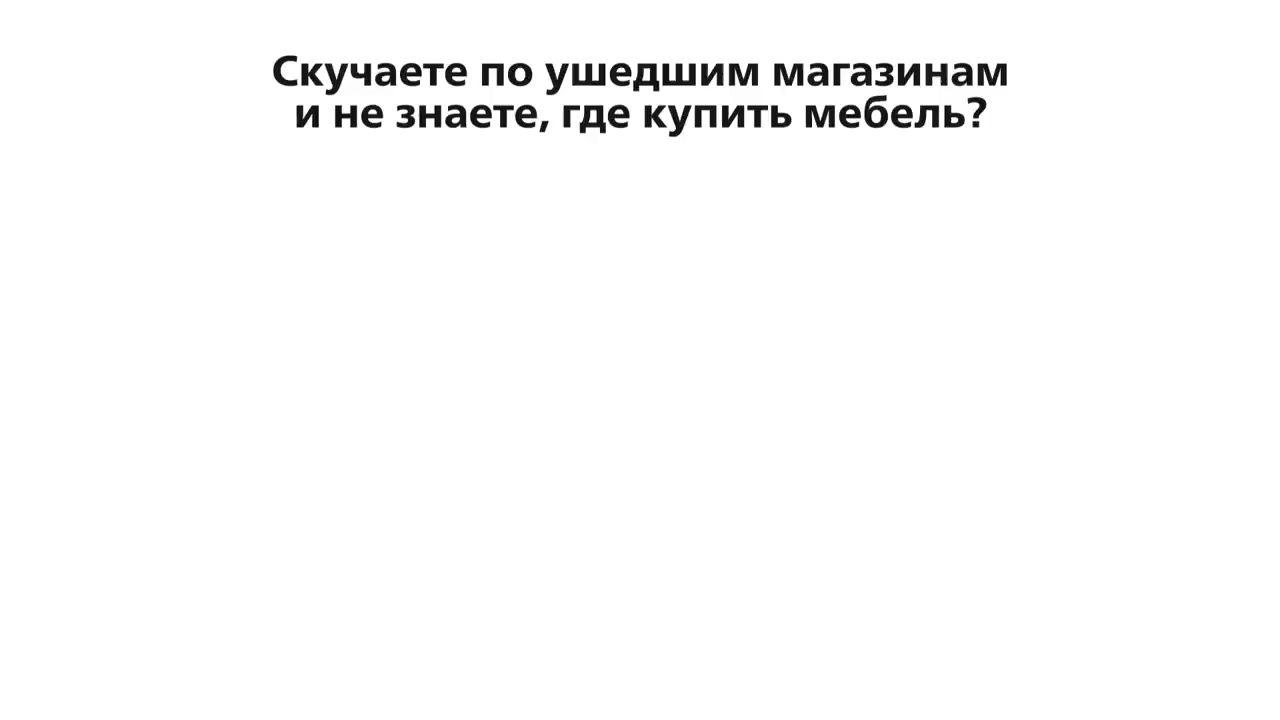 Скучаете по ушедшим магазинам
и не знаете, где купить мебель?